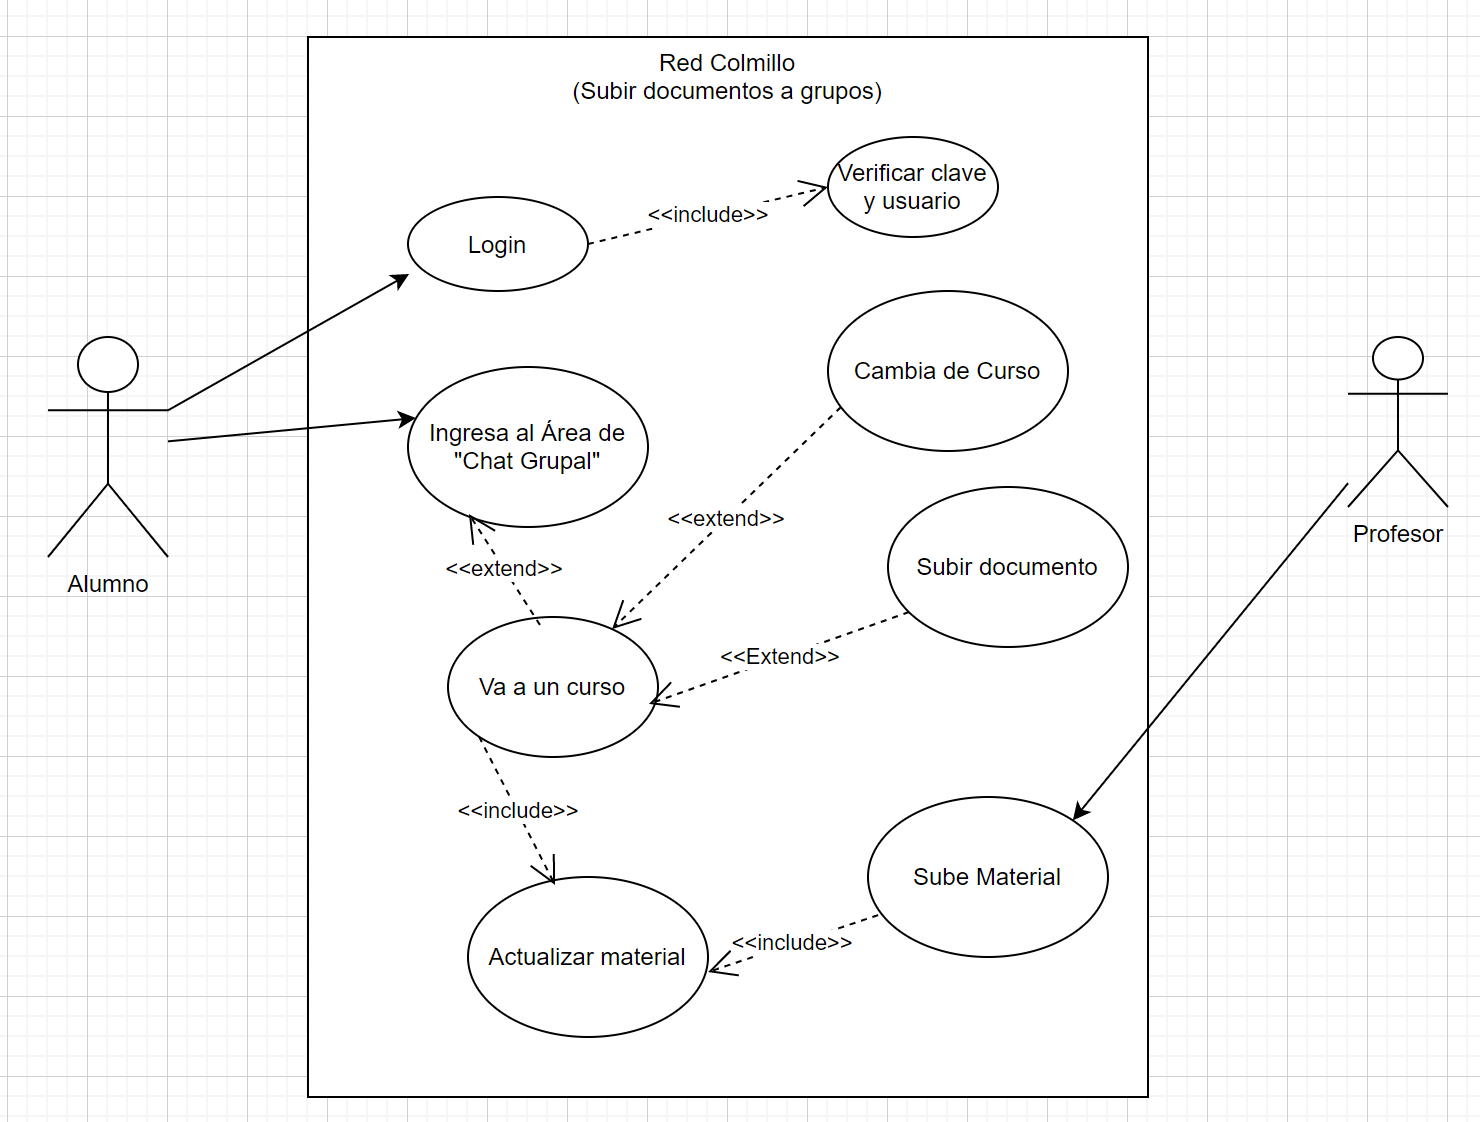 Red Colmillo
(Subir documentos a grupos)
Verificar clave
y usuario
<<include>>
Login
Cambia de Curso
Ingresa al Área de
"Chat Grupal"
<<extend>>
Profesor
<<extend>>
Subir documento
Alumno
<<Extend>>
Va a un curso
<<include>>
Sube Material
<<include>>
Actualizar material